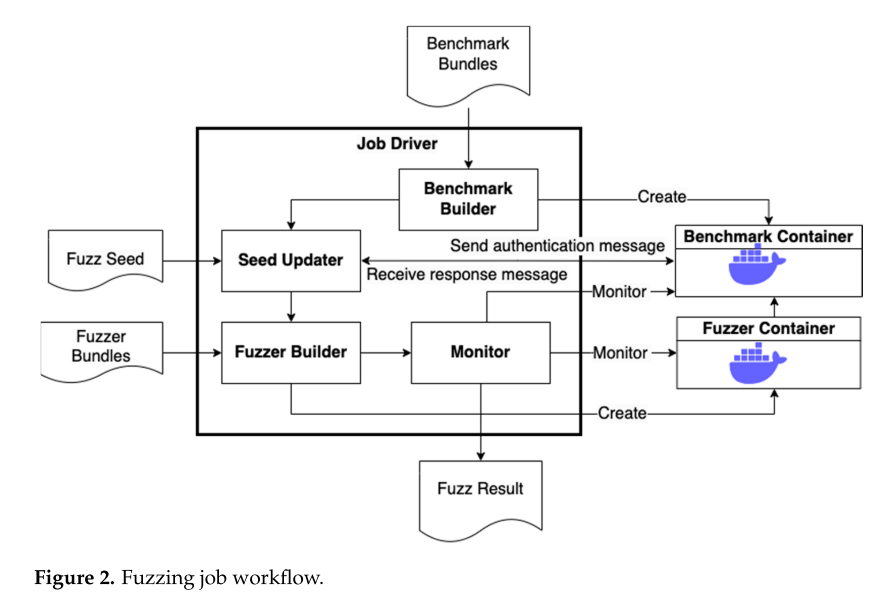 Benchmark
Bundles
Job Driver
Benchmark
Builder
Create
Benchmark Container
Send authentication message
Fuzz Seed
Seed Updater
Receive response message
Monitor
Fuzzer Container
Fuzzer
Bundles
Fuzzer Builder
Monitor
Monitor
Create
Fuzz Result
Figure 2. Fuzzing job workflow.